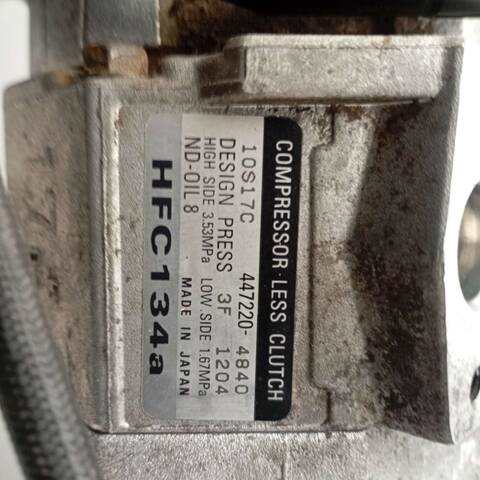 COMPRESSOR·LESS CLUTCH
10S17C 447220-4840
DESIGN PRESS 3F 1204
HIGH SIDE 3.53MPa LOW SIDE 1.67MPa
ND-OIL 8 MADE IN JAPAN
HFC134a